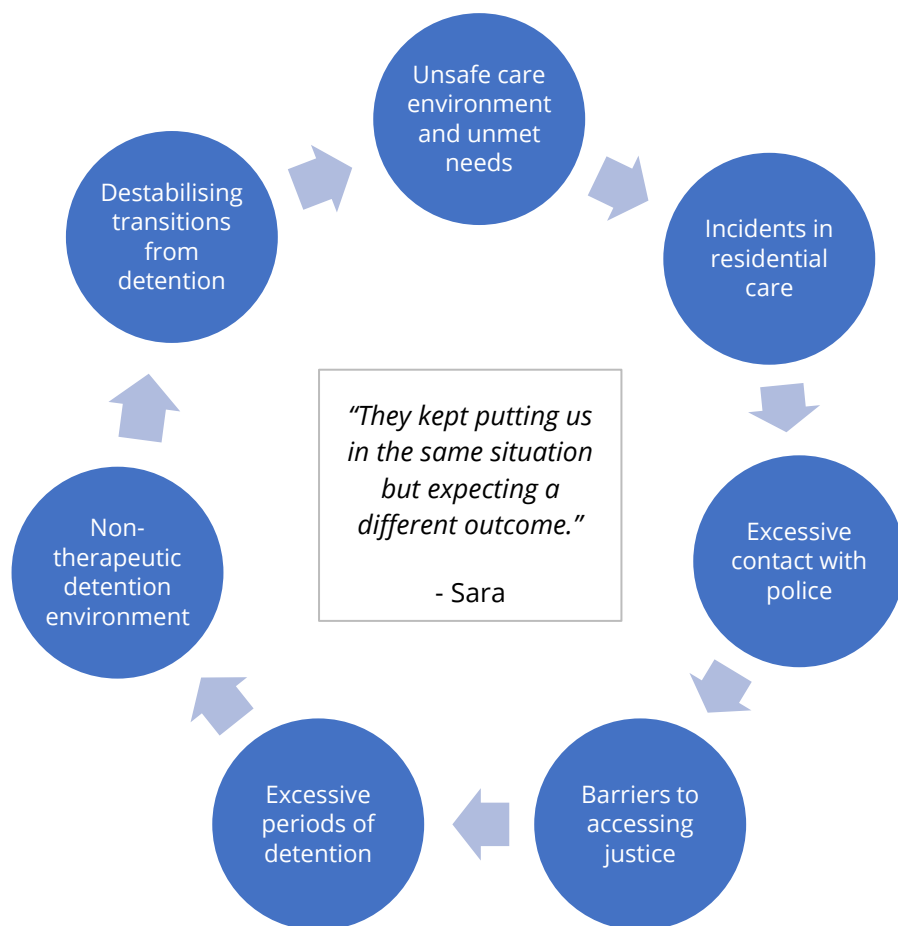 Unsafe care
environment
and unmet
needs
Incidents in
residential
care
Excessive
contact with
police
Barriers to
accessing
justice
Excessive
periods of
detention
Non-
therapeutic
detention
environment
Destabilising
transitions
from
detention
“They kept putting us
in the same situation
but expecting a
different outcome.”
- Sara